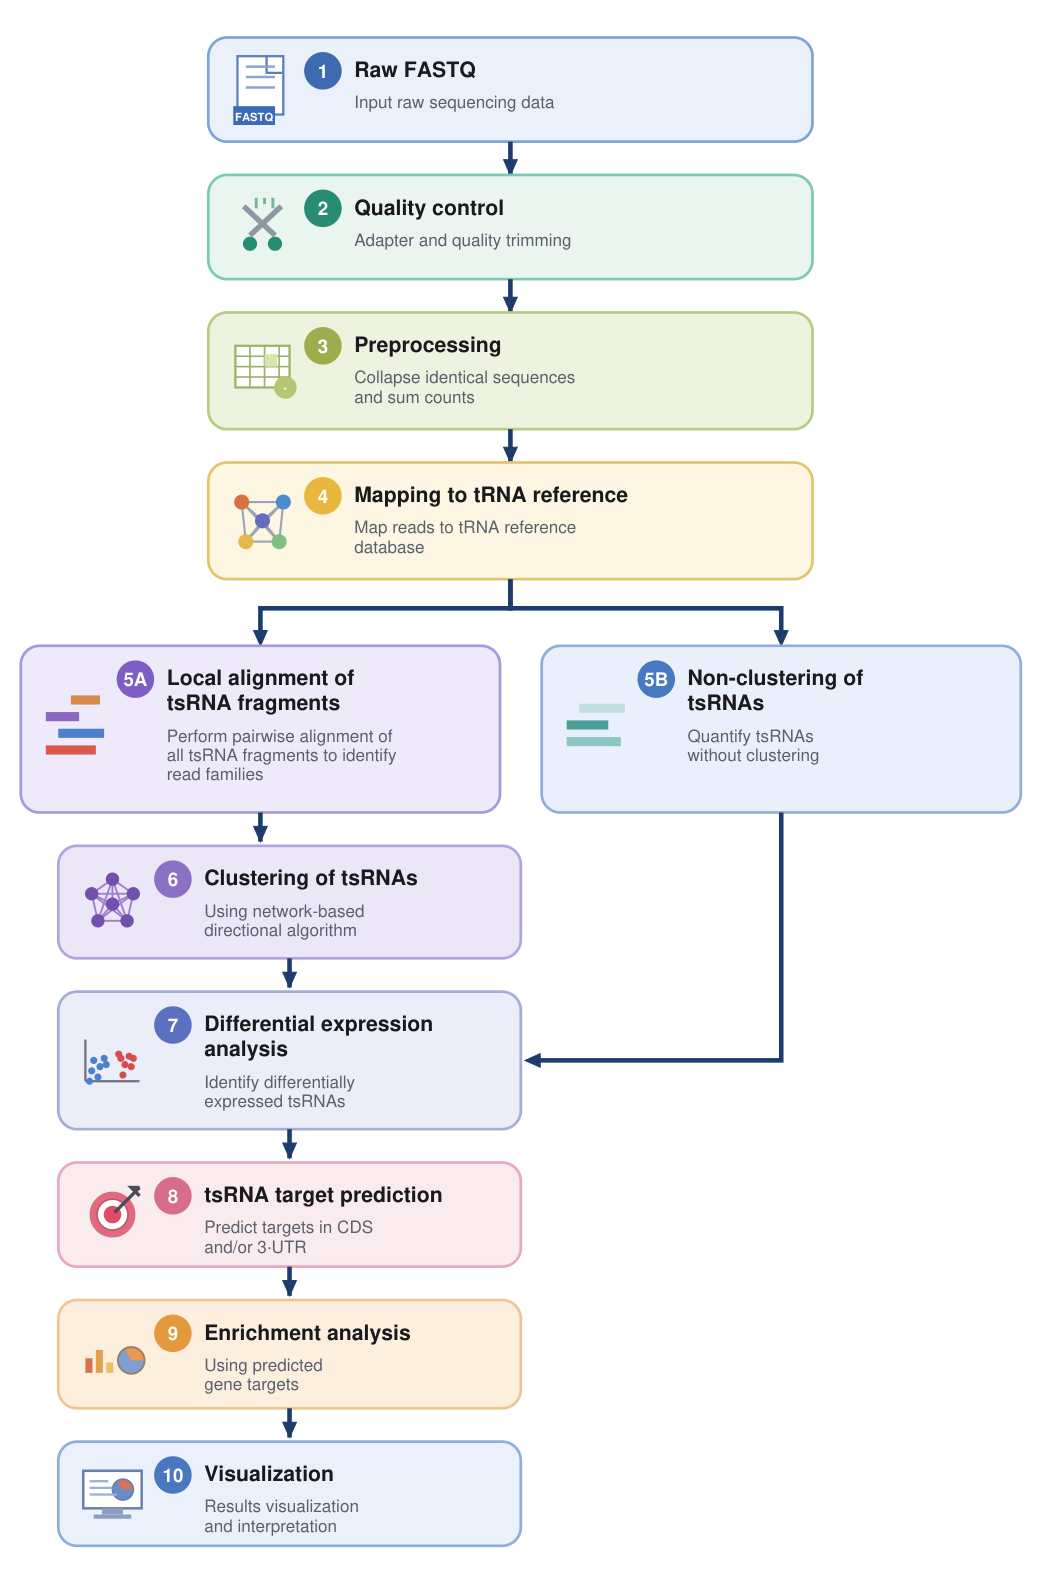 1 Raw FASTQ
Input raw sequencing data
FASTQ
2 Quality control
Adapter and quality trimming
3 Preprocessing
Collapse identical sequences
and sum counts
4 Mapping to tRNA reference
Map reads to tRNA reference
database
5A Local alignment of
tsRNA fragments
Perform pairwise alignment of
all tsRNA fragments to identify
read families
5B Non-clustering of
tsRNAs
Quantify tsRNAs
without clustering
6 Clustering of tsRNAs
Using network-based
directional algorithm
7 Differential expression
analysis
Identify differentially
expressed tsRNAs
8 tsRNA target prediction
Predict targets in CDS
and/or 3·UTR
9 Enrichment analysis
Using predicted
gene targets
10 Visualization
Results visualization
and interpretation